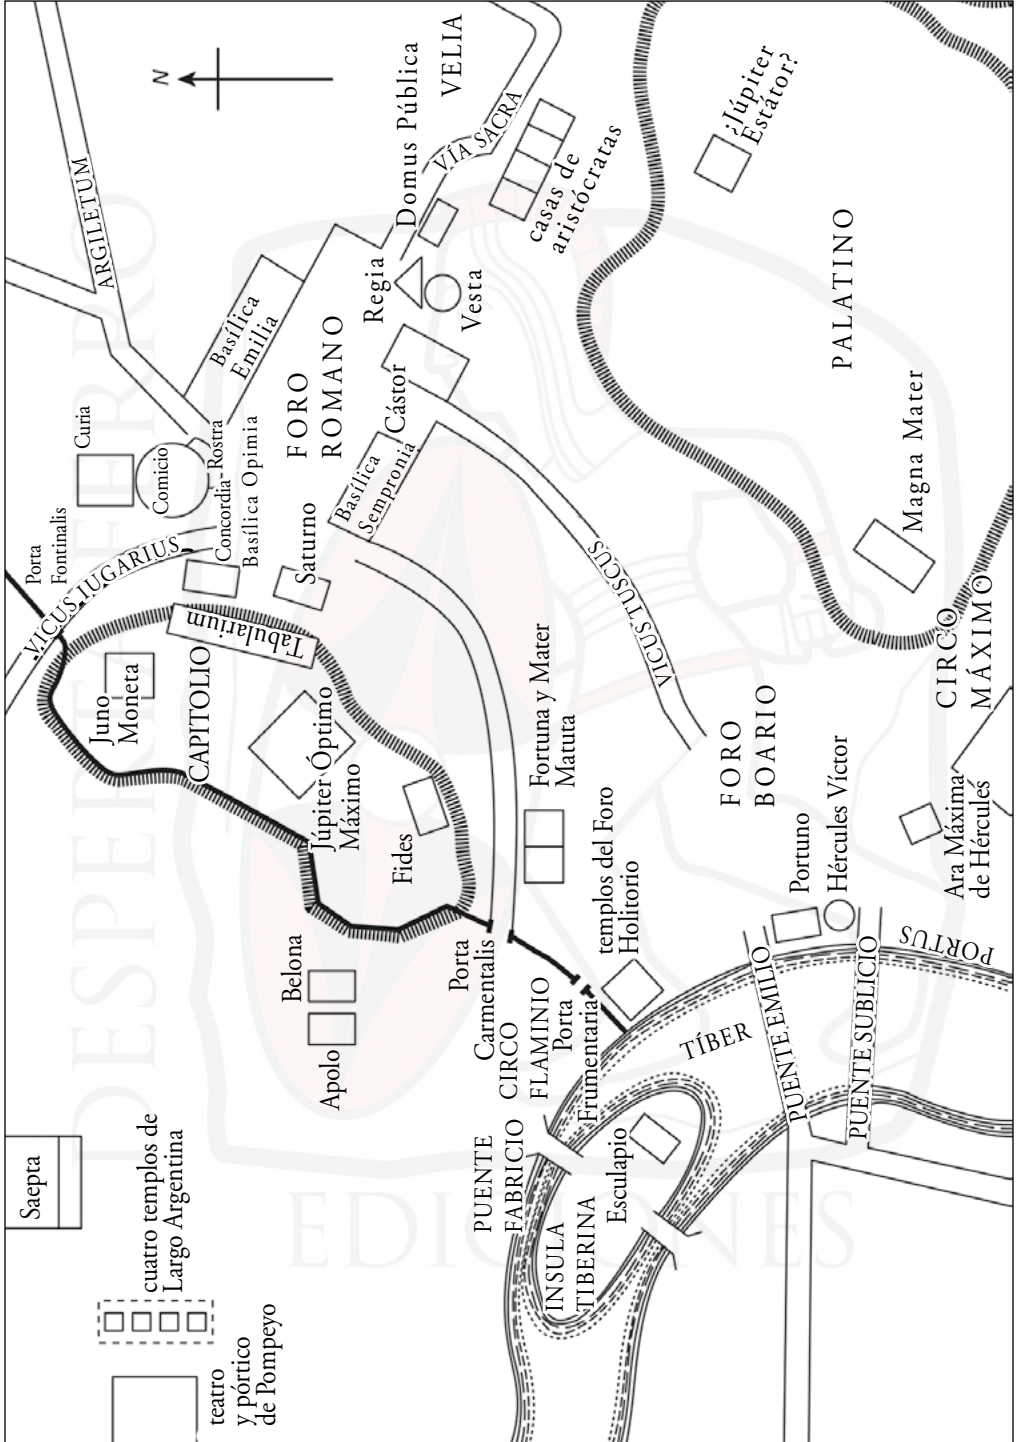 N
Saepta
cuatro templos de
Largo Argentina
teatro
y pórtico
de Pompeyo
Apolo
Belona
Juno
Moneta
CAPITOLIO
Júpiter Óptimo
Máximo
Fides
Tabularium
Porta
Fontinalis
VICUS IUGARIUS
Curia
Comicio
Rostra
Concordia
Basílica Opimia
Saturno
ARGILETUM
Basílica
Emilia
FORO
ROMANO
Basílica
Sempronia
Cástor
Regia
Vesta
Domus Pública
VELIA
VÍA SACRA
casas de
aristócratas
¿Júpiter
Estátor?
PALATINO
Magna Mater
CIRCO
MÁXIMO
VICUS TUSCUS
Fortuna y Mater
Matuta
FORO
BOARIO
Porta
Carmentalis
CIRCO
FLAMINIO
Porta
Frumentaria
templos del Foro
Holitorio
Portuno
Hércules Víctor
Ara Máxima
de Hércules
PUENTE
FABRICIO
INSULA
TIBERINA
Esculapio
TÍBER
PUENTE EMILIO
PUENTE SUBLICIO
PORTUS
DESPERTA FERRO
EDICIONES